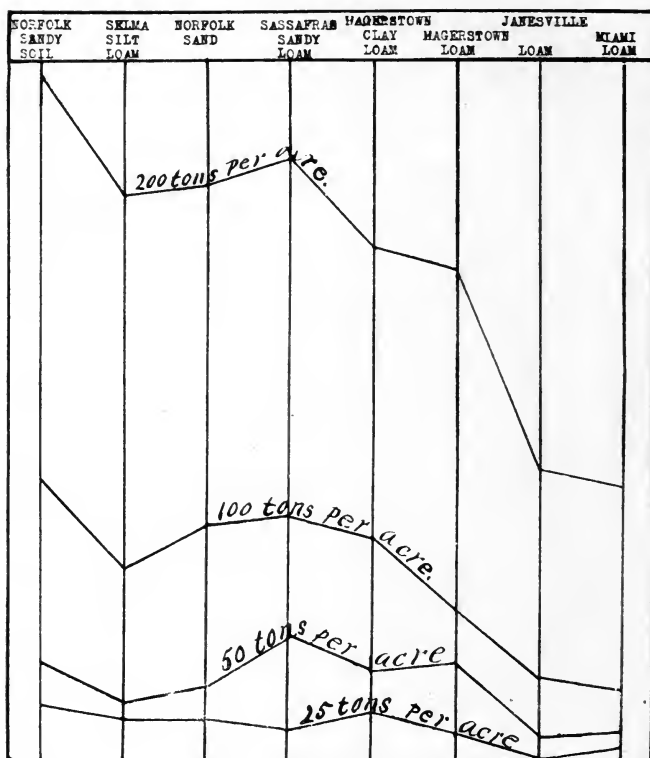 NORFOLK
SANDY
SOIL
SELMA
SILT
LOAM
NORFOLK
SAND
SASSAFRAS
SANDY
LOAM
HAGERSTOWN
CLAY
LOAM
HAGERSTOWN
LOAM
JANESVILLE
LOAM
MIAMI
LOAM
200 tons per acre.
100 tons per acre.
50 tons per acre
25 tons per acre